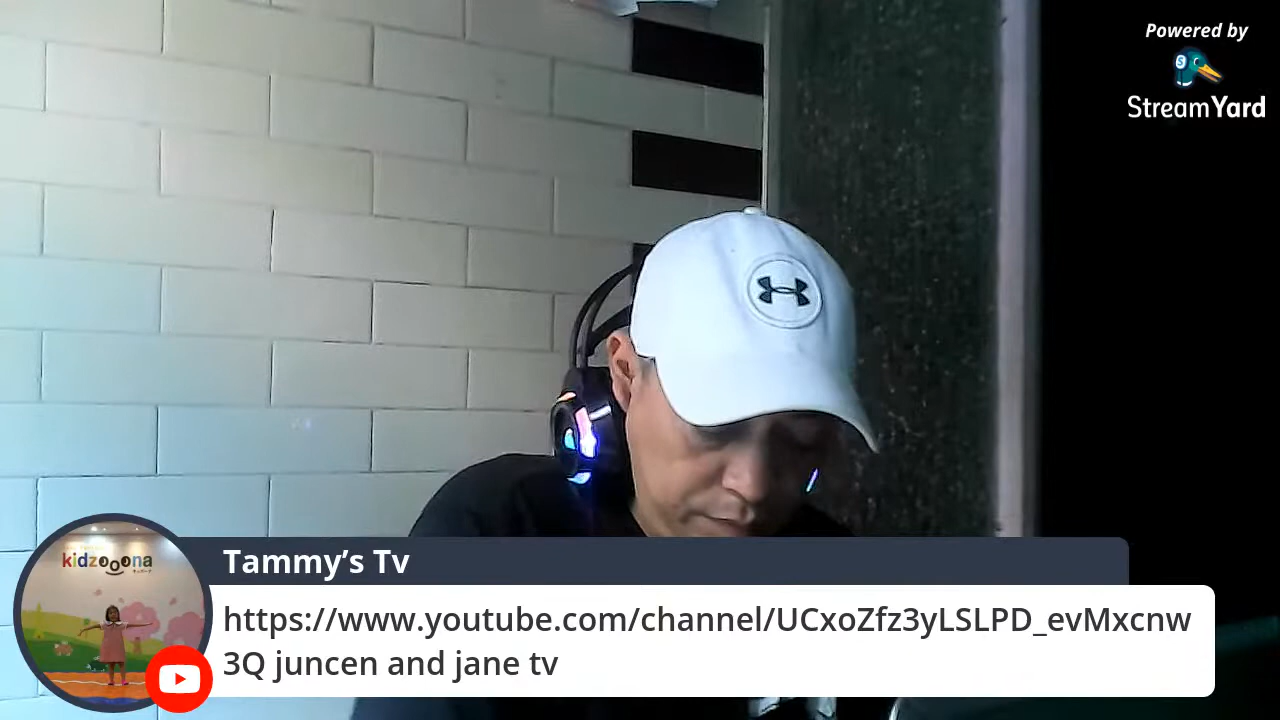 Powered by
StreamYard
kidzooona
Tammy's Tv
https://www.youtube.com/channel/UCxoZfz3yLSLPD_evMxcnw
3Q juncen and jane tv